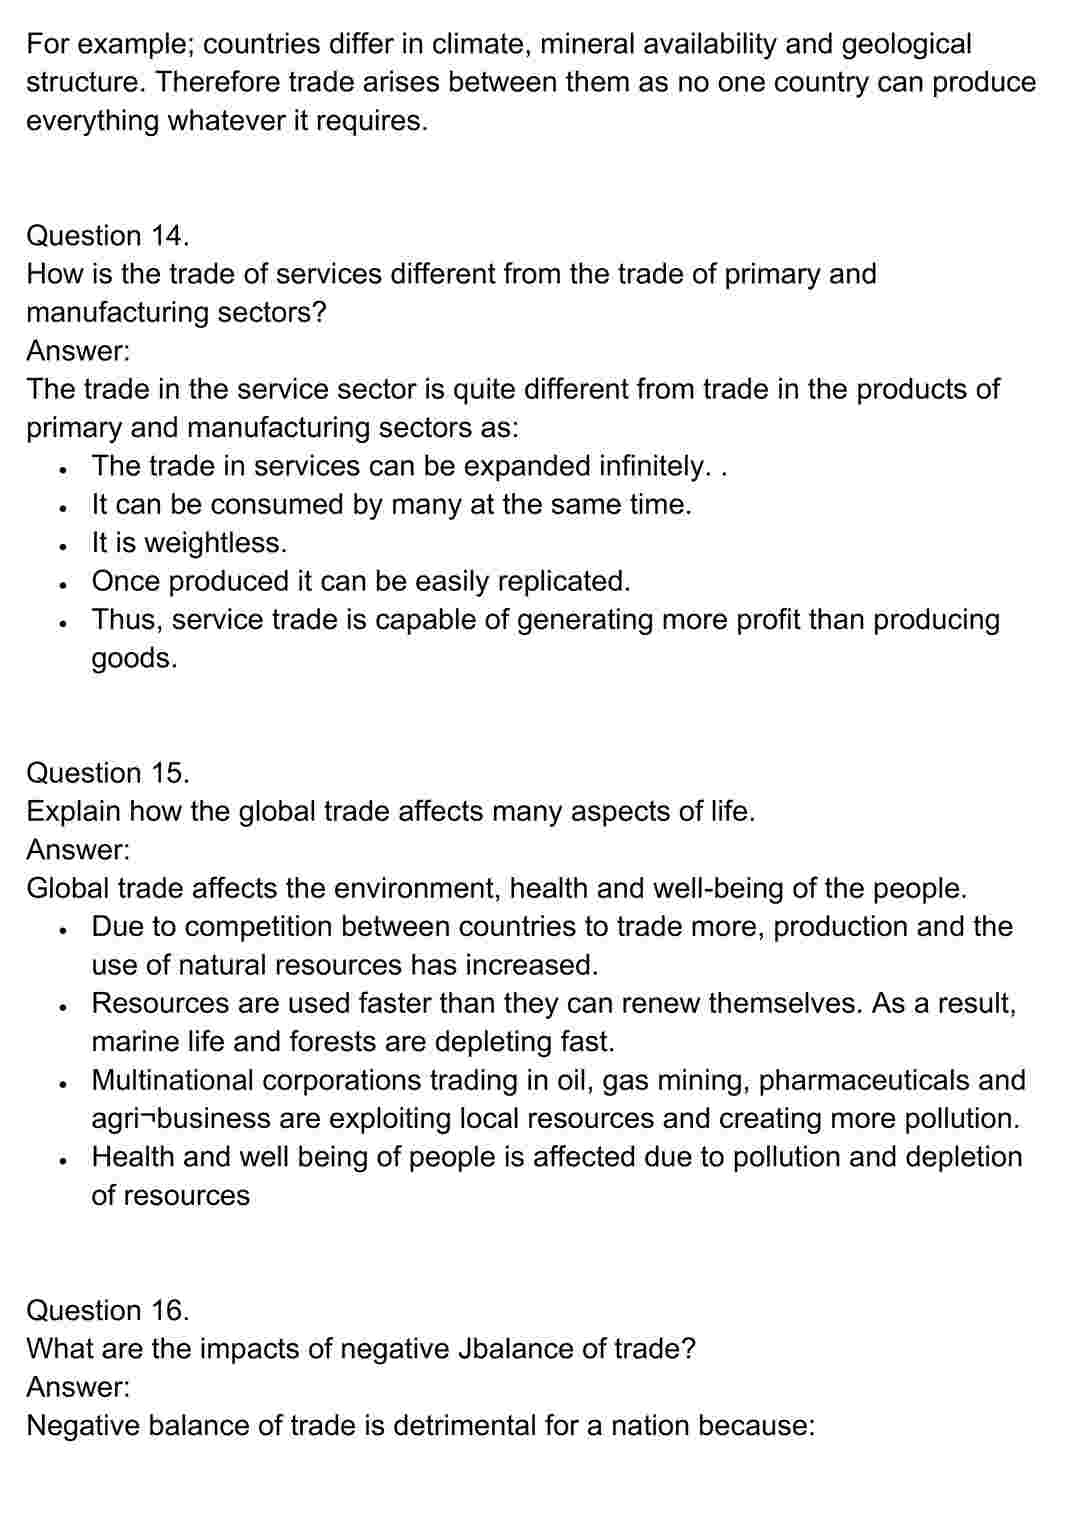 For example; countries differ in climate, mineral availability and geological
structure. Therefore trade arises between them as no one country can produce
everything whatever it requires.
Question 14.
How is the trade of services different from the trade of primary and
manufacturing sectors?
Answer:
The trade in the service sector is quite different from trade in the products of
primary and manufacturing sectors as:
• The trade in services can be expanded infinitely. .
• It can be consumed by many at the same time.
• It is weightless.
• Once produced it can be easily replicated.
• Thus, service trade is capable of generating more profit than producing
goods.
Question 15.
Explain how the global trade affects many aspects of life.
Answer:
Global trade affects the environment, health and well-being of the people.
• Due to competition between countries to trade more, production and the
use of natural resources has increased.
• Resources are used faster than they can renew themselves. As a result,
marine life and forests are depleting fast.
• Multinational corporations trading in oil, gas mining, pharmaceuticals and
agri¬business are exploiting local resources and creating more pollution.
• Health and well being of people is affected due to pollution and depletion
of resources
Question 16.
What are the impacts of negative Jbalance of trade?
Answer:
Negative balance of trade is detrimental for a nation because: